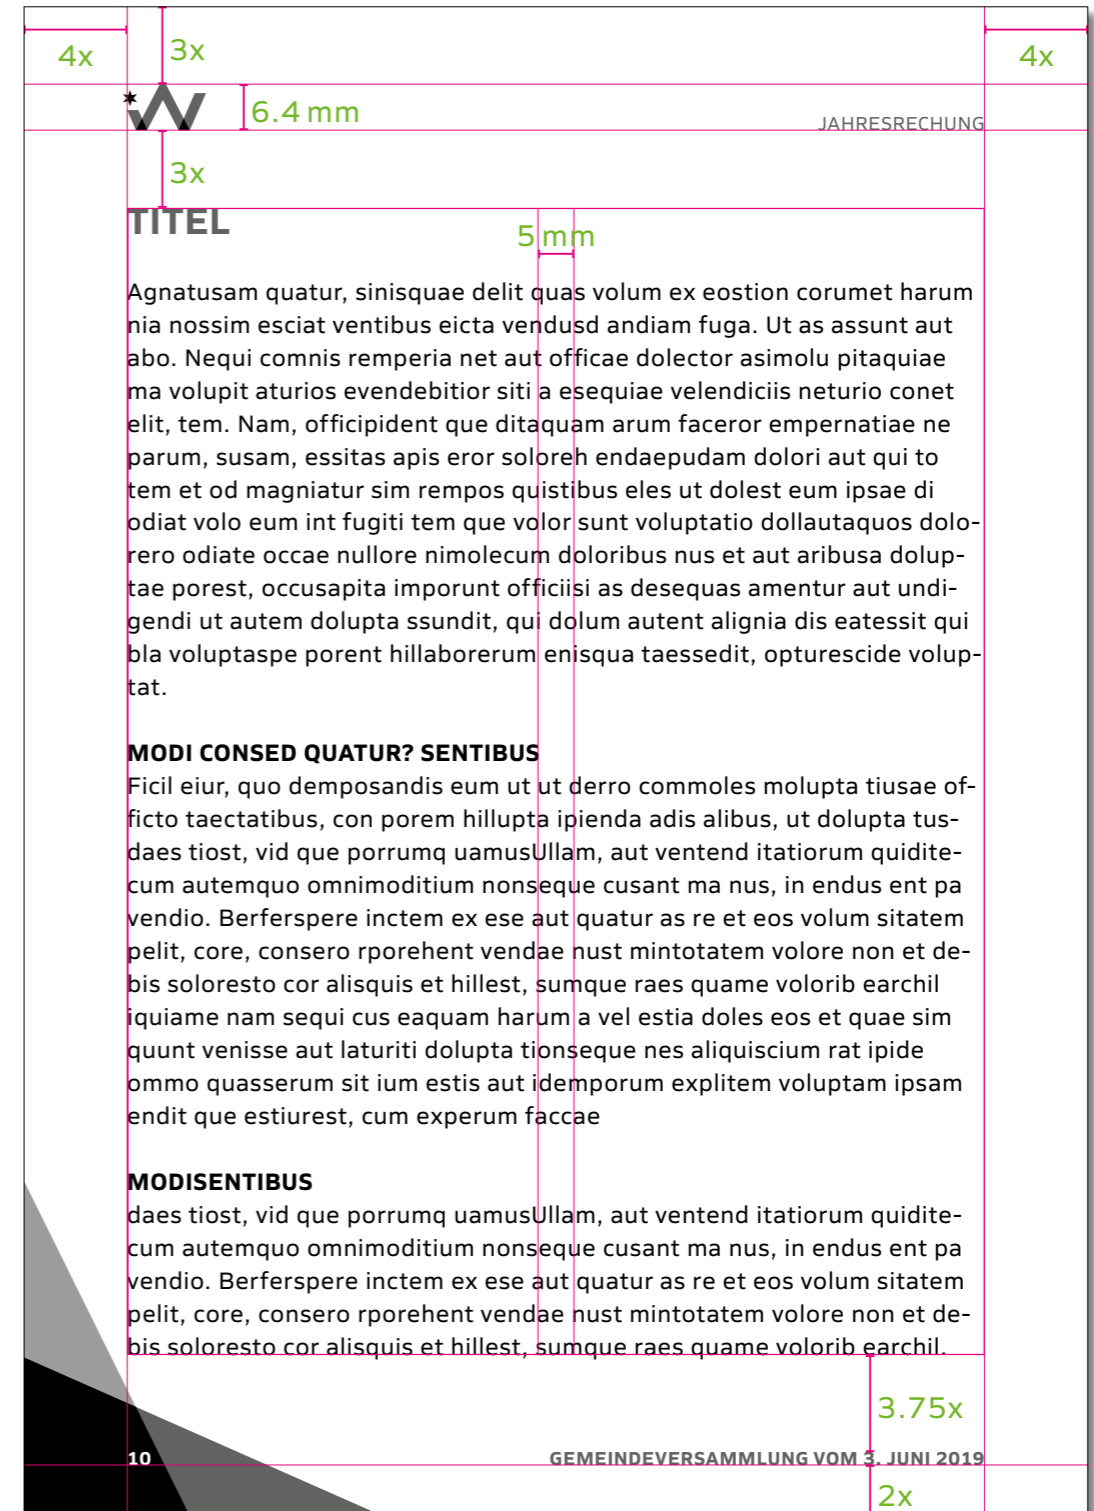 4x
3x
4x
6.4 mm
JAHRESRECHUNG
3x
TITEL
5 mm
Agnatusam quatur, sinisquae delit quas volum ex eostion corumet harum
nia nossim esciat ventibus eicta vendusd andiam fuga. Ut as assunt aut
abo. Nequi comnis remperia net aut officae dolector asimolu pitaquiae
ma volupit aturios evendebitior siti a esequiae velendiciis neturio conet
elit, tem. Nam, officipident que ditaquam arum faceror empernatiae ne
parum, susam, essitas apis eror soloreh endaepudam dolori aut qui to
tem et od magniatur sim rempos quistibus eles ut dolest eum ipsae di
odiat volo eum int fugiti tem que volor sunt voluptatio dollautaquos dolo-
rero odiate occae nullore nimolecum doloribus nus et aut aribusa dolup-
tae porest, occusapita imporunt officiisi as desequas amentur aut undi-
gendi ut autem dolupta ssundit, qui dolum autent alignia dis eatessit qui
bla voluptaspe porent hillaborerum enisqua taessedit, opturescide volup-
tat.
MODI CONSED QUATUR? SENTIBUS
Ficil eiur, quo demposandis eum ut ut derro commoles molupta tiusae of-
ficto taectatibus, con porem hillupta ipienda adis alibus, ut dolupta tus-
daes tiost, vid que porrumq uamusUllam, aut ventend itatiorum quidite-
cum autemquo omnimoditium nonseque cusant ma nus, in endus ent pa
vendio. Berferspere inctem ex ese aut quatur as re et eos volum sitatem
pelit, core, consero rporehent vendae nust mintotatem volore non et de-
bis soloresto cor alisquis et hillest, sumque raes quame volorib earchil
iquiame nam sequi cus eaquam harum a vel estia doles eos et quae sim
quunt venisse aut laturiti dolupta tionseque nes aliquiscium rat ipide
ommo quasserum sit ium estis aut idemporum explitem voluptam ipsam
endit que estiurest, cum experum faccae
MODISENTIBUS
daes tiost, vid que porrumq uamusUllam, aut ventend itatiorum quidite-
cum autemquo omnimoditium nonseque cusant ma nus, in endus ent pa
vendio. Berferspere inctem ex ese aut quatur as re et eos volum sitatem
pelit, core, consero rporehent vendae nust mintotatem volore non et de-
bis soloresto cor alisquis et hillest, sumque raes quame volorib earchil.
3.75x
10
GEMEINDEVERSAMMLUNG VOM 3. JUNI 2019
2x